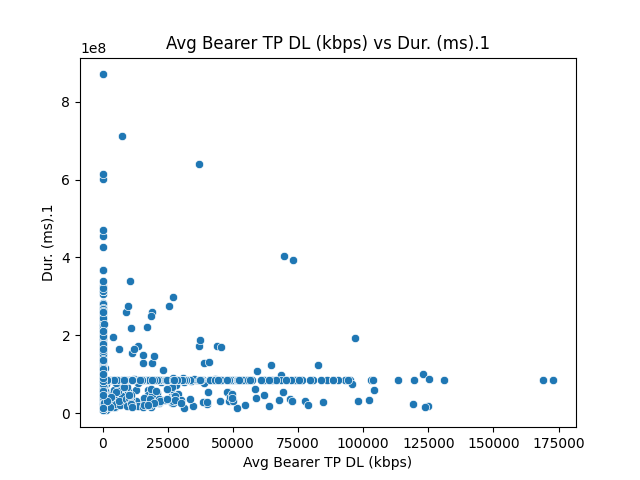 Avg Bearer TP DL (kbps) vs Dur. (ms).1
1e8
8
6
4
2
0
Dur. (ms).1
0 25000 50000 75000 100000 125000 150000 175000
Avg Bearer TP DL (kbps)